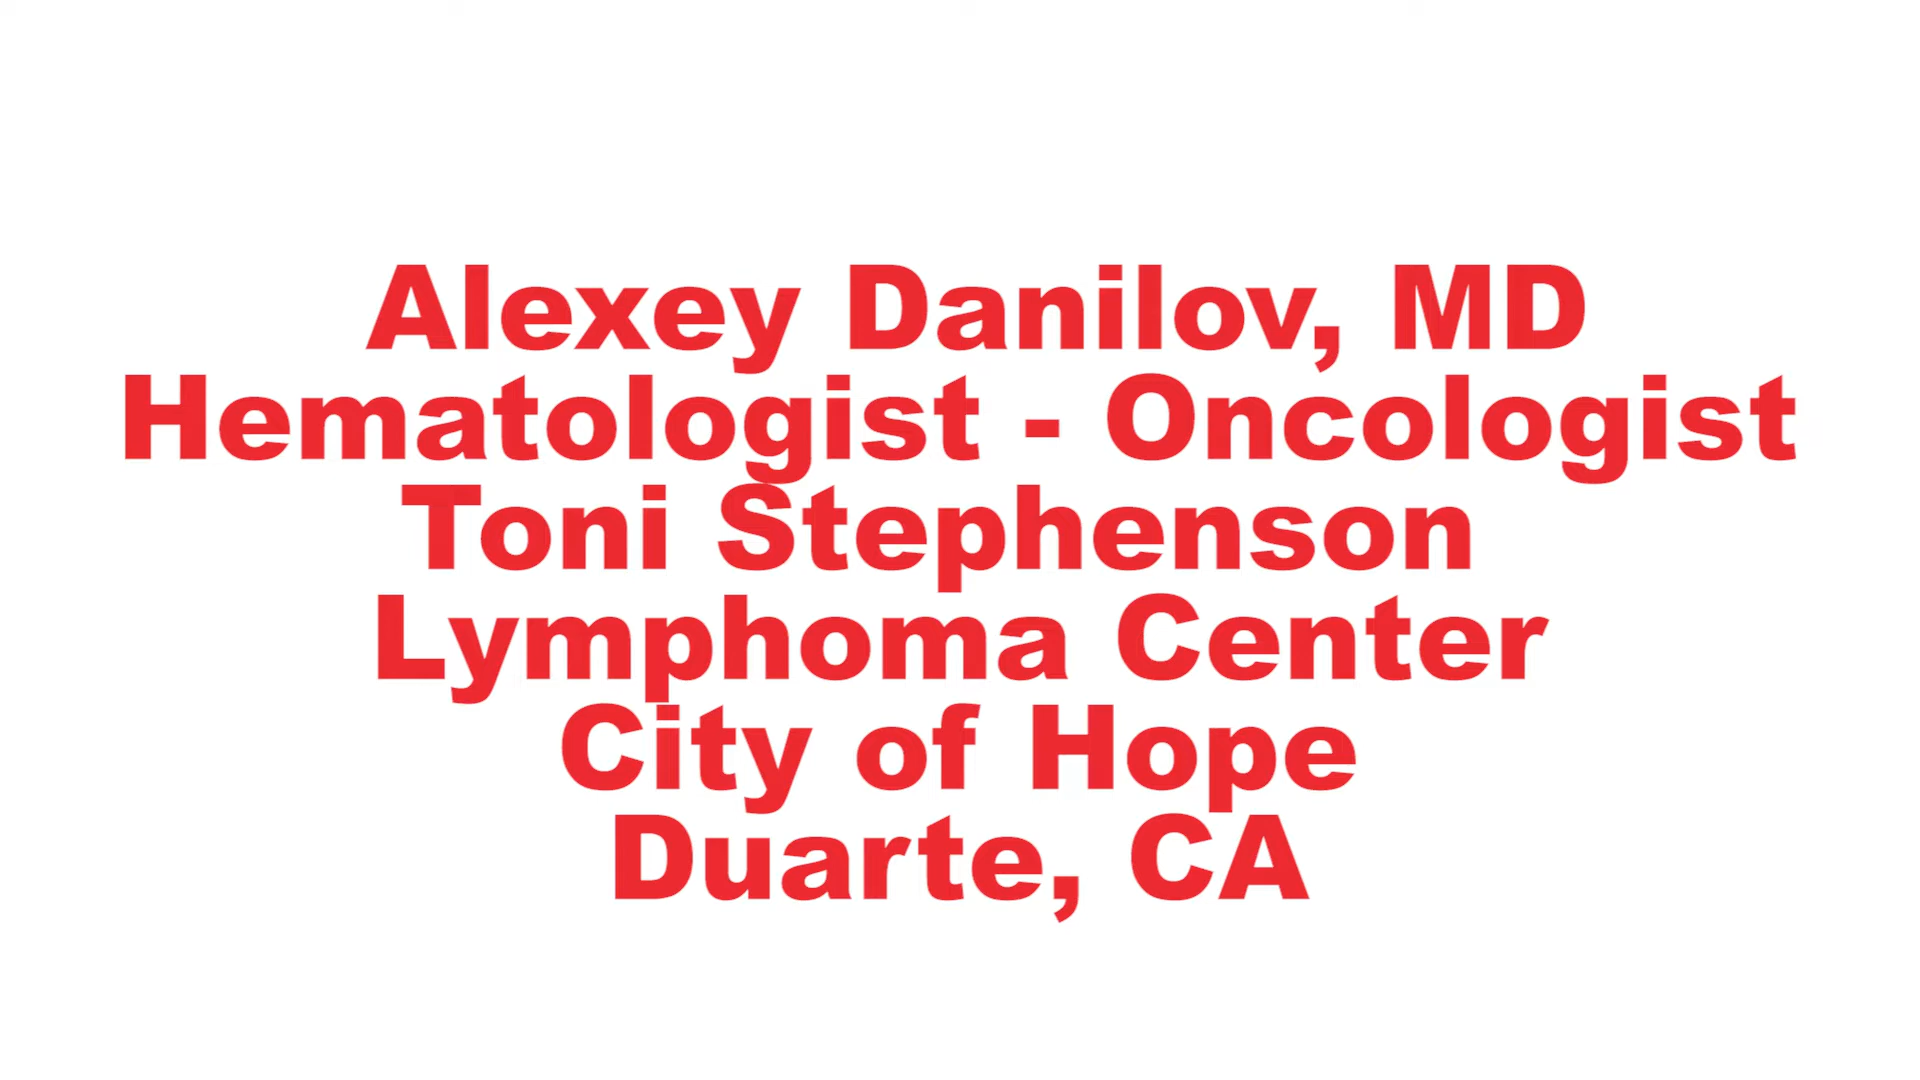 Alexey Danilov, MD
Hematologist - Oncologist
Toni Stephenson
Lymphoma Center
City of Hope
Duarte, CA